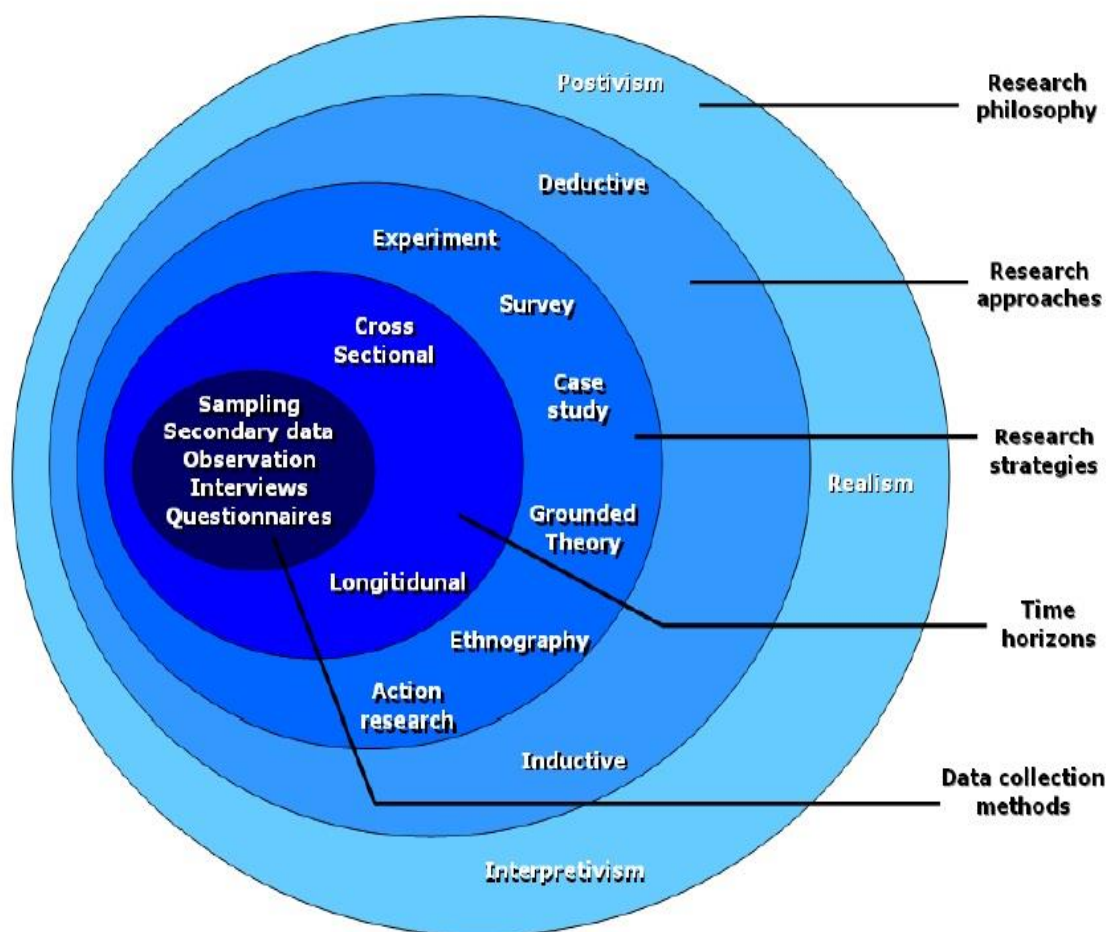 Postivism
Research
philosophy
Deductive
Experiment
Research
approaches
Survey
Cross
Sectional
Case
study
Sampling
Secondary data
Observation
Interviews
Questionnaires
Research
strategies
Realism
Grounded
Theory
Longitidunal
Time
horizons
Ethnography
Action
research
Inductive
Data collection
methods
Interpretivism